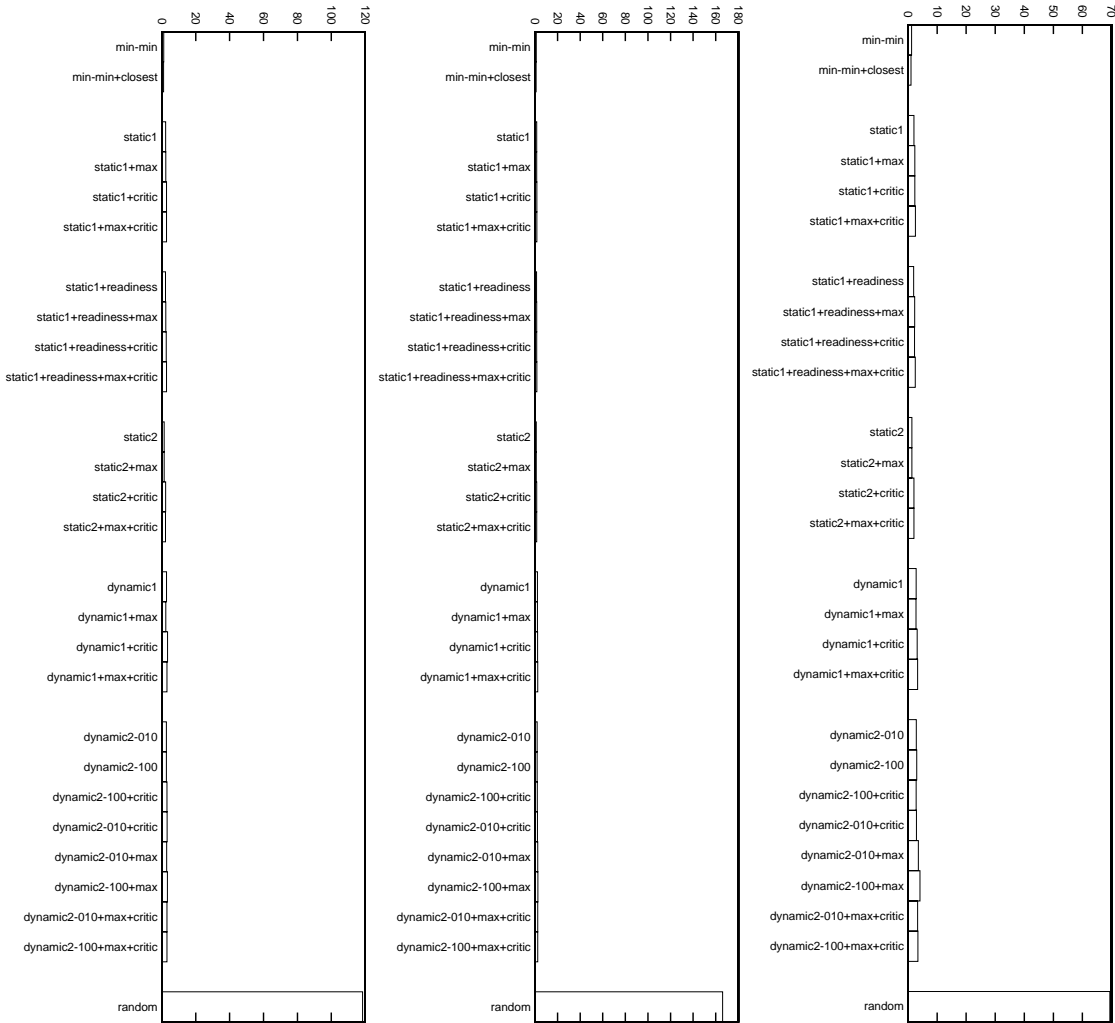 0 20 40 60 80 100 120
min-min
min-min+closest
static1
static1+max
static1+critic
static1+max+critic
static1+readiness
static1+readiness+max
static1+readiness+critic
static1+readiness+max+critic
static2
static2+max
static2+critic
static2+max+critic
dynamic1
dynamic1+max
dynamic1+critic
dynamic1+max+critic
dynamic2-010
dynamic2-100
dynamic2-100+critic
dynamic2-010+critic
dynamic2-010+max
dynamic2-100+max
dynamic2-010+max+critic
dynamic2-100+max+critic
random
0 20 40 60 80 100 120 140 160 180
min-min
min-min+closest
static1
static1+max
static1+critic
static1+max+critic
static1+readiness
static1+readiness+max
static1+readiness+critic
static1+readiness+max+critic
static2
static2+max
static2+critic
static2+max+critic
dynamic1
dynamic1+max
dynamic1+critic
dynamic1+max+critic
dynamic2-010
dynamic2-100
dynamic2-100+critic
dynamic2-010+critic
dynamic2-010+max
dynamic2-100+max
dynamic2-010+max+critic
dynamic2-100+max+critic
random
0 10 20 30 40 50 60 70
min-min
min-min+closest
static1
static1+max
static1+critic
static1+max+critic
static1+readiness
static1+readiness+max
static1+readiness+critic
static1+readiness+max+critic
static2
static2+max
static2+critic
static2+max+critic
dynamic1
dynamic1+max
dynamic1+critic
dynamic1+max+critic
dynamic2-010
dynamic2-100
dynamic2-100+critic
dynamic2-010+critic
dynamic2-010+max
dynamic2-100+max
dynamic2-010+max+critic
dynamic2-100+max+critic
random